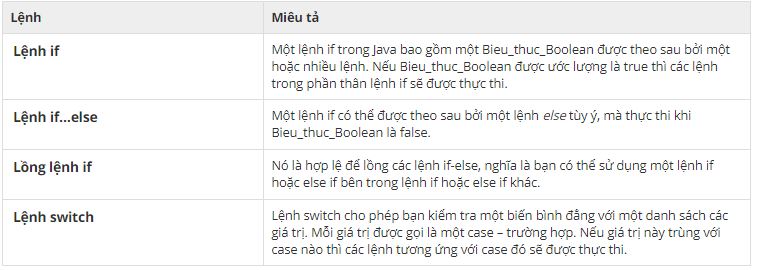 Lệnh
Miêu tả
Lệnh if
Một lệnh if trong Java bao gồm một Bieu_thuc_Boolean được theo sau bởi một
hoặc nhiều lệnh. Nếu Bieu_thuc_Boolean được ước lượng là true thì các lệnh
trong phần thân lệnh if sẽ được thực thi.
Lệnh if...else
Một lệnh if có thể được theo sau bởi một lệnh else tùy ý, mà thực thi khi
Bieu_thuc_Boolean là false.
Lồng lệnh if
Nó là hợp lệ để lồng các lệnh if-else, nghĩa là bạn có thể sử dụng một lệnh if
hoặc else if bên trong lệnh if hoặc else if khác.
Lệnh switch
Lệnh switch cho phép bạn kiểm tra một biến bình đẳng với một danh sách các
giá trị. Mỗi giá trị được gọi là một case – trường hợp. Nếu giá trị này trùng với
case nào thì các lệnh tương ứng với case đó sẽ được thực thi.